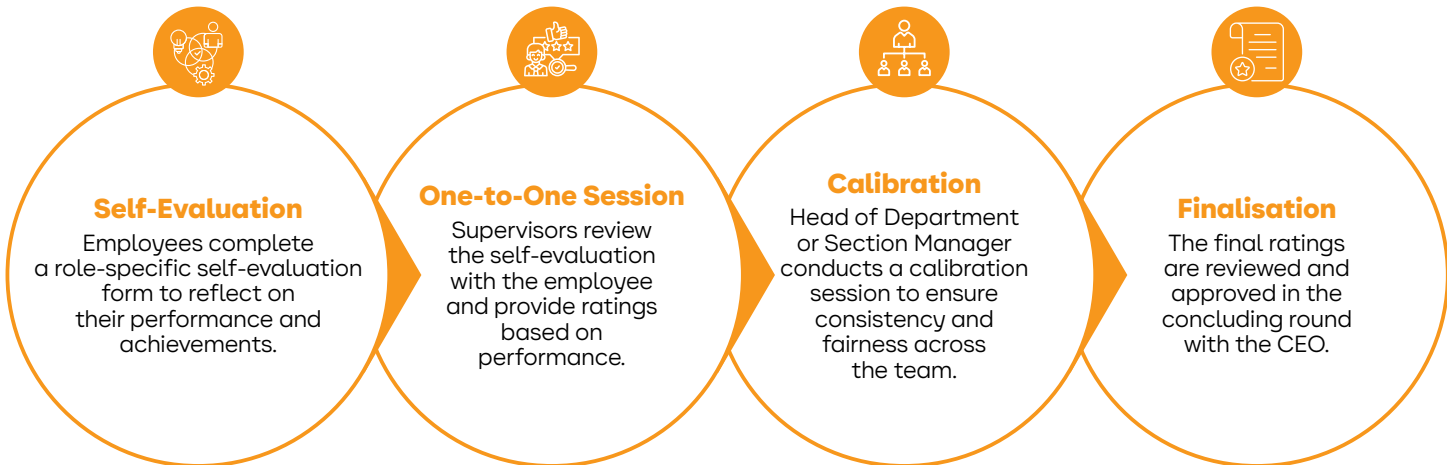 Self-Evaluation
Employees complete
a role-specific self-evaluation
form to reflect on
their performance and
achievements.
One-to-One Session
Supervisors review
the self-evaluation
with the employee
and provide ratings
based on
performance.
Calibration
Head of Department
or Section Manager
conducts a calibration
session to ensure
consistency and
fairness across
the team.
Finalisation
The final ratings
are reviewed and
approved in the
concluding round
with the CEO.